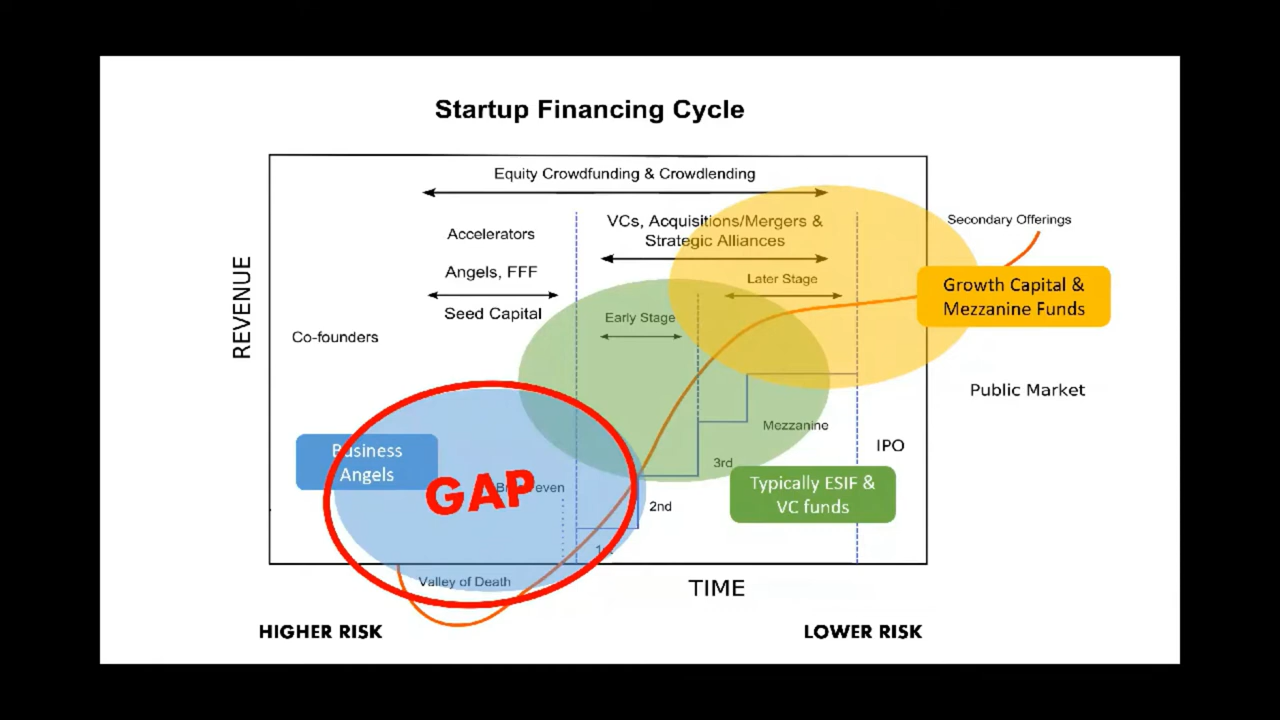 Startup Financing Cycle
Equity Crowdfunding & Crowdlending
VCs, Acquisitions/Mergers &
Strategic Alliances
Accelerators
Angels, FFF
Seed Capital
Co-founders
Later Stage
Early Stage
Secondary Offerings
Growth Capital &
Mezzanine Funds
REVENUE
Public Market
Business
Angels
GAP
Mezzanine
IPO
3rd
Typically ESIF &
VC funds
2nd
Valley of Death
TIME
HIGHER RISK
LOWER RISK